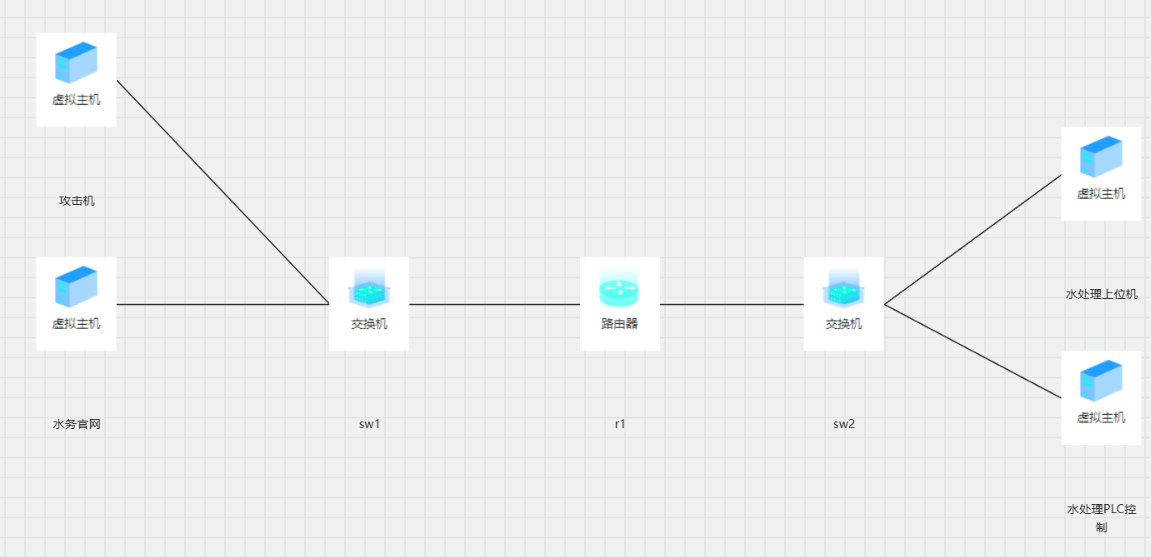 虚拟主机
攻击机
虚拟主机
水务官网
交换机
sw1
路由器
r1
交换机
sw2
虚拟主机
水处理上位机
虚拟主机
水处理PLC控
制